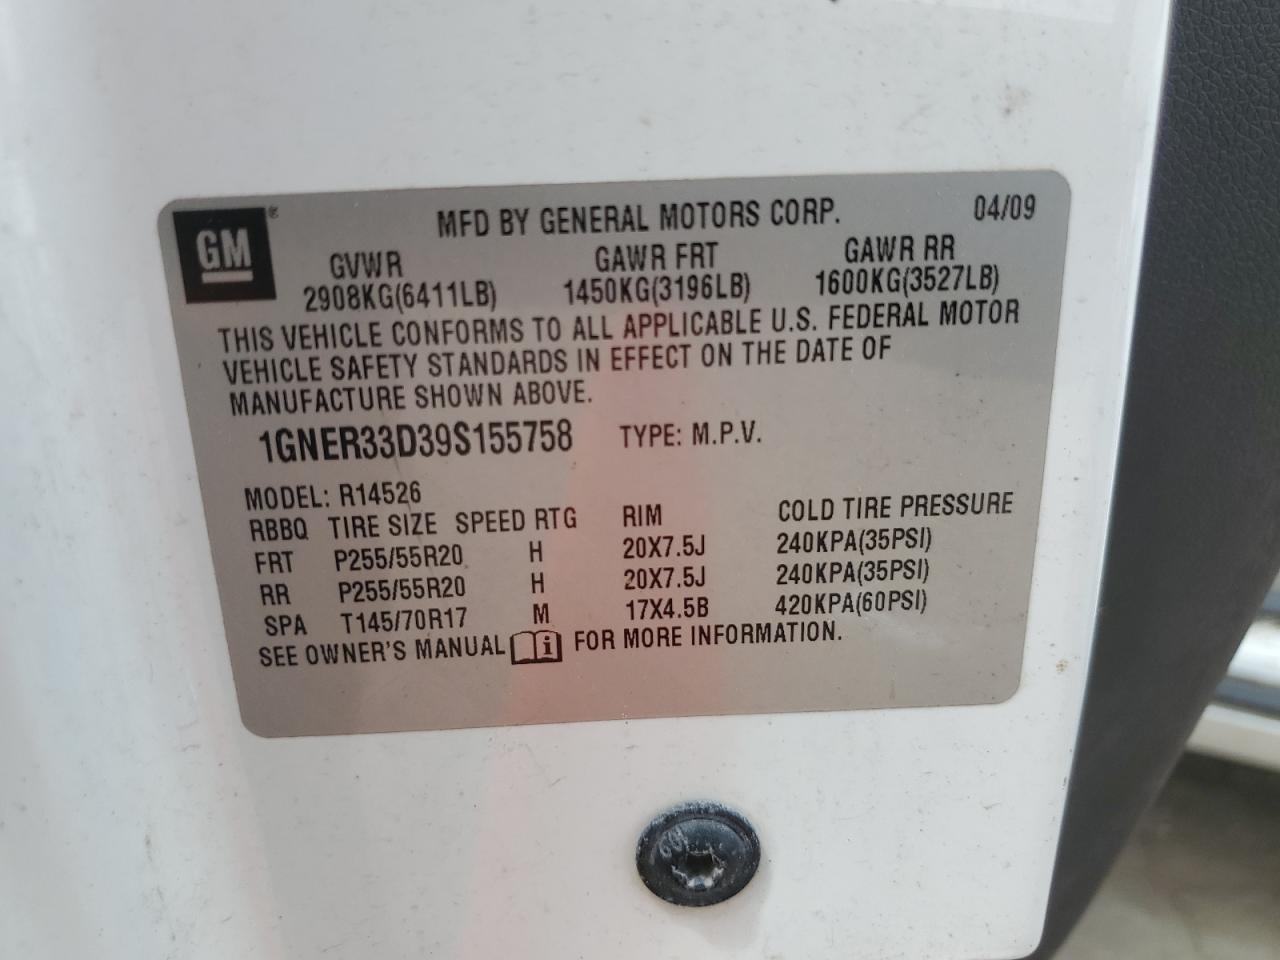 GM ® MFD BY GENERAL MOTORS CORP. 04/09
GVWR GAWR FRT GAWR RR
2908KG(6411LB) 1450KG(3196LB) 1600KG(3527LB)
THIS VEHICLE CONFORMS TO ALL APPLICABLE U.S. FEDERAL MOTOR
VEHICLE SAFETY STANDARDS IN EFFECT ON THE DATE OF
MANUFACTURE SHOWN ABOVE.
1GNER33D39S155758 TYPE: M.P.V.
MODEL: R14526
RBBQ TIRE SIZE SPEED RTG RIM COLD TIRE PRESSURE
FRT P255/55R20 H 20X7.5J 240KPA(35PSI)
RR P255/55R20 H 20X7.5J 240KPA(35PSI)
SPA T145/70R17 M 17X4.5B 420KPA(60PSI)
SEE OWNER'S MANUAL i FOR MORE INFORMATION.